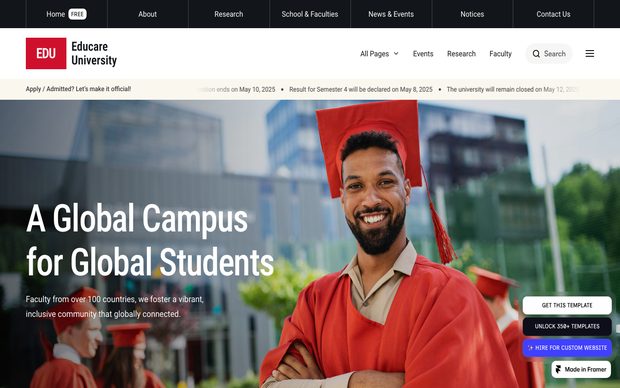 Home FREE
About
Research
School & Faculties
News & Events
Notices
Contact Us
EDU
Educare
University
All Pages
Events
Research
Faculty
Search
Apply / Admitted? Let's make it official!
ends on May 10, 2025 • Result for Semester 4 will be declared on May 8, 2025 • The university will remain closed on May 12, 2025
A Global Campus
for Global Students
Faculty from over 100 countries, we foster a vibrant,
inclusive community that globally connected.
GET THIS TEMPLATE
UNLOCK 350+ TEMPLATES
+ HIRE FOR CUSTOM WEBSITE
Made in Framer